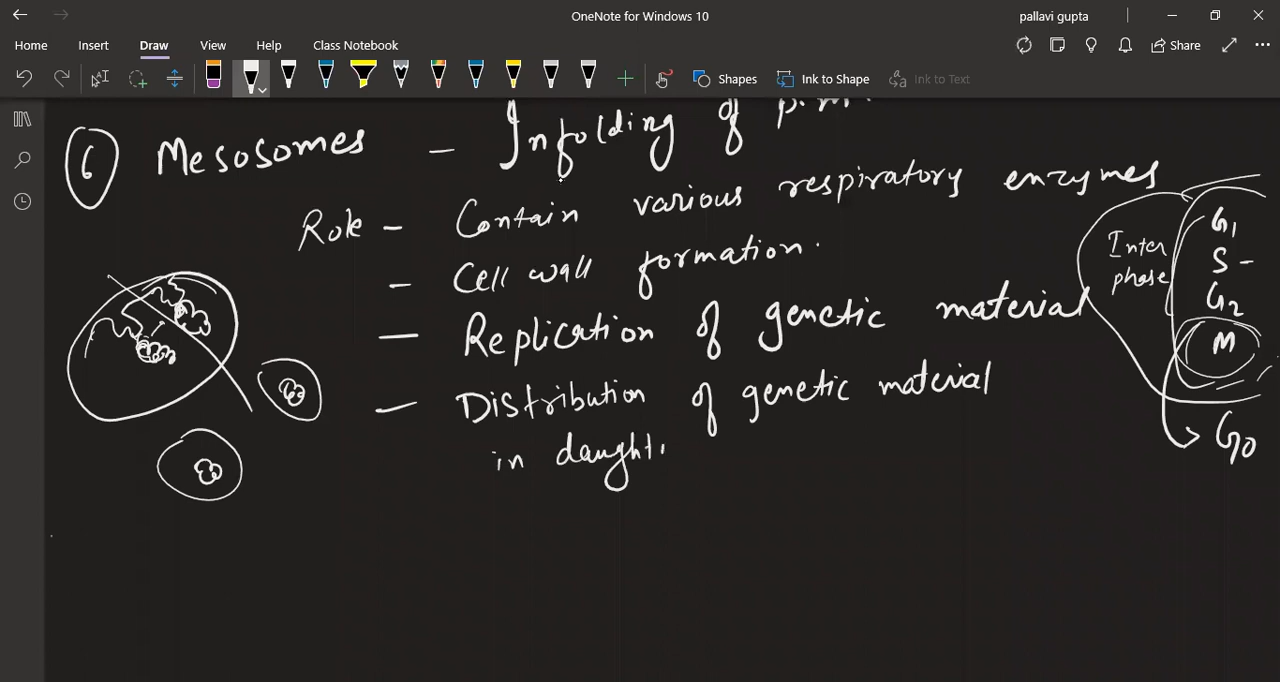 OneNote for Windows 10
pallavi gupta
Home Insert Draw View Help Class Notebook
Share
Shapes Ink to Shape Ink to Text
6 Mesosomes - Infolding of p.m.
Role - Contain various respiratory enzymes
- Cell wall formation.
- Replication of genetic material
- Distribution of genetic material
in daught.
Inter
phase
G1
S -
G2
M
G0